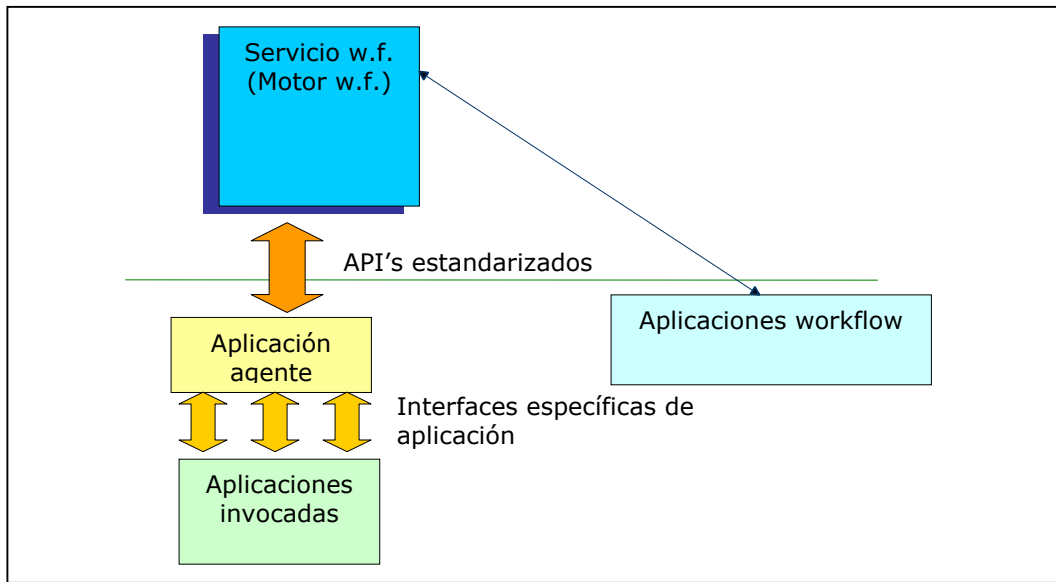 Servicio w.f.
(Motor w.f.)
API's estandarizados
Aplicaciones workflow
Aplicación
agente
Interfaces específicas de
aplicación
Aplicaciones
invocadas